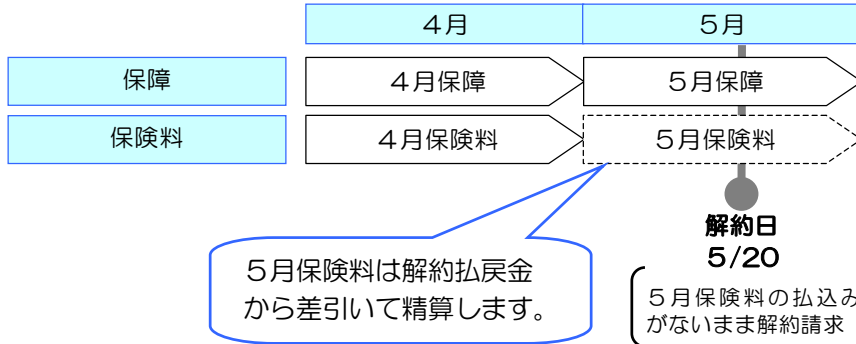 ４月
５月
保障
４月保障
５月保障
保険料
４月保険料
５月保険料
解約日
5/20
５月保険料は解約払戻金
から差引いて精算します。
５月保険料の払込み
がないまま解約請求